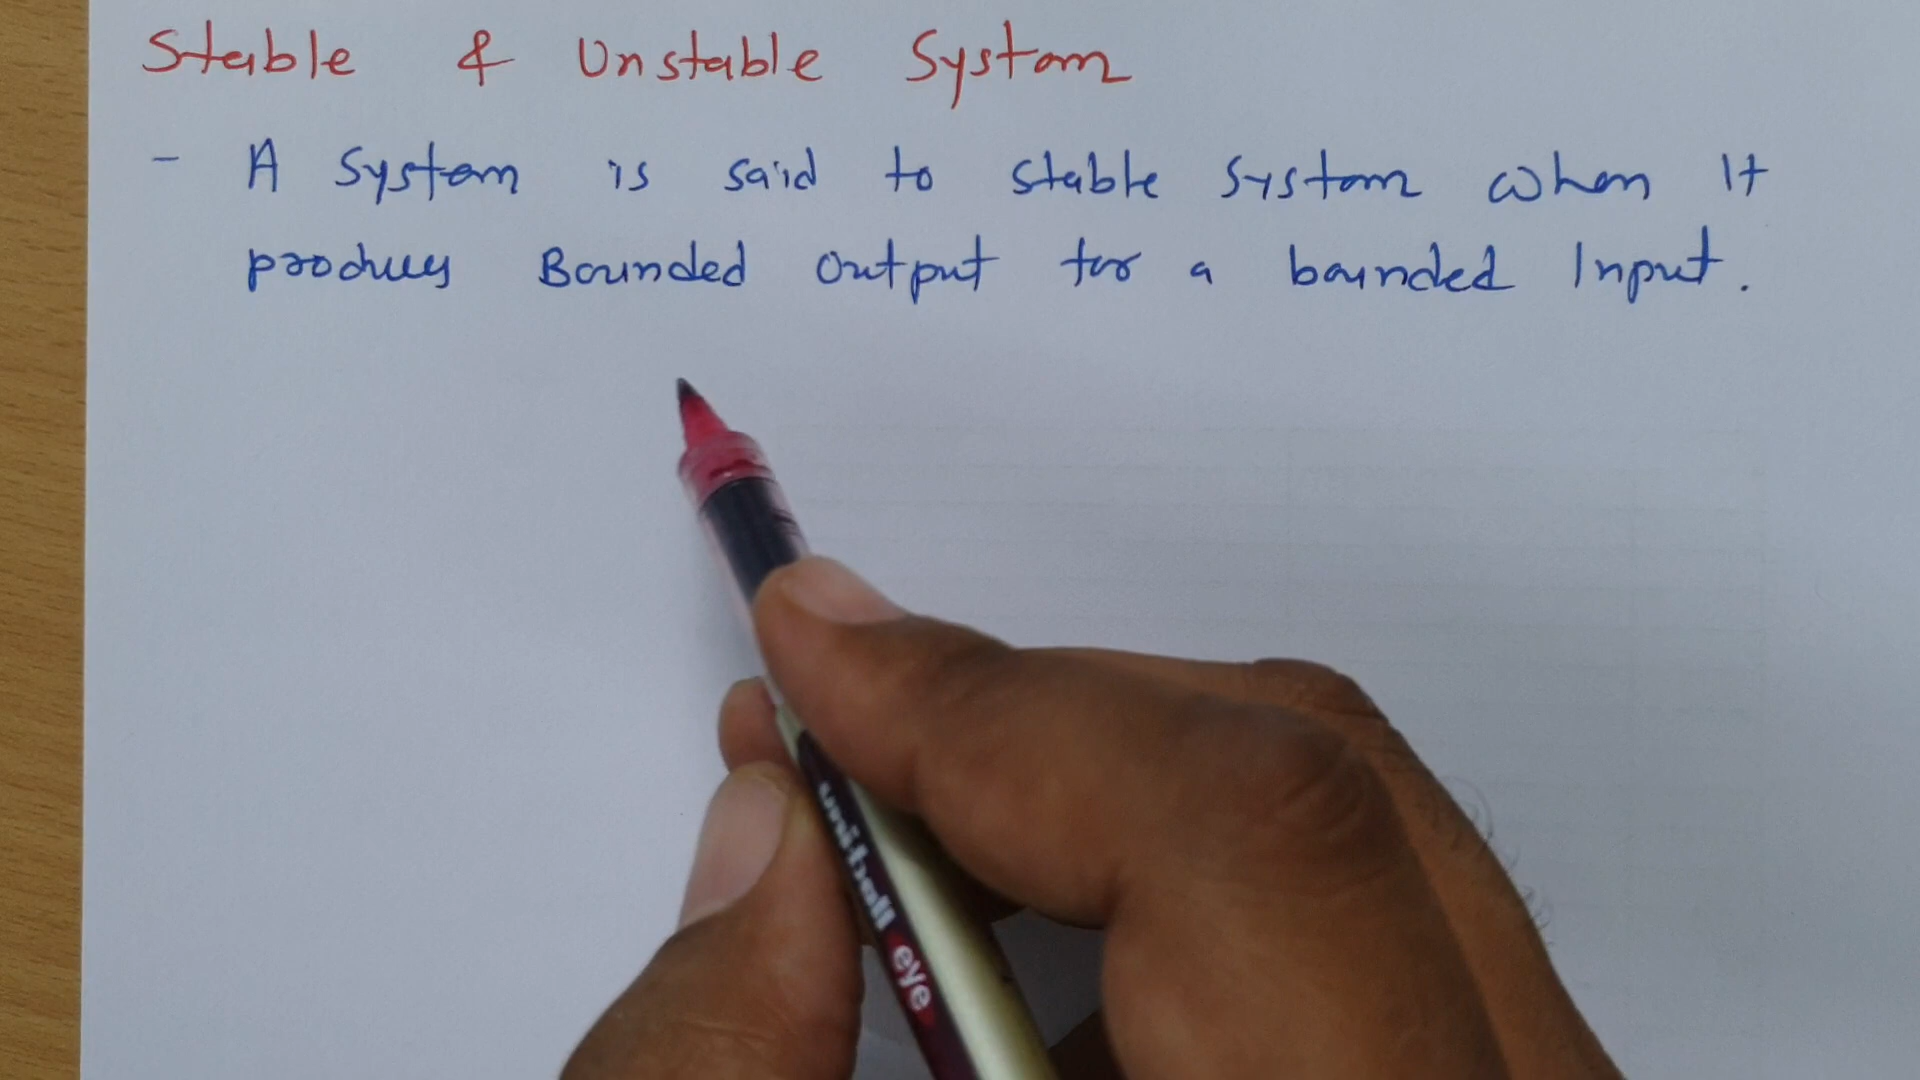 Stable & Unstable System
- A System is said to stable system when It
produces Bounded Output for a bounded Input.
uniball eye